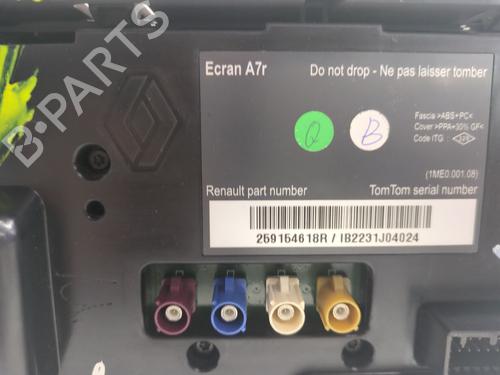 B-PARTS
Ecran A7r
Do not drop - Ne pas laisser tomber
Q
B
Fascia >ABS+PC<
Cover >PPA+30% GF<
Code ITG
(1ME0.001.08)
Renault part number
TomTom serial number
259154618R / IB2231J04024